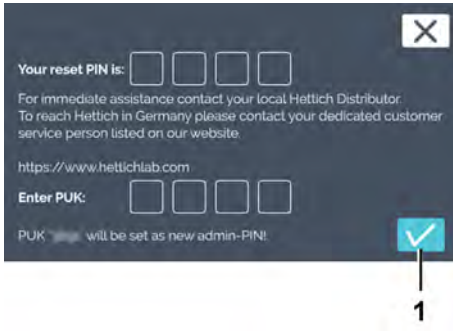 Your reset PIN is:
For immediate assistance contact your local Hettich Distributor.
To reach Hettich in Germany please contact your dedicated customer
service person listed on our website.
https://www.hettichlab.com
Enter PUK:
PUK will be set as new admin-PIN!
1